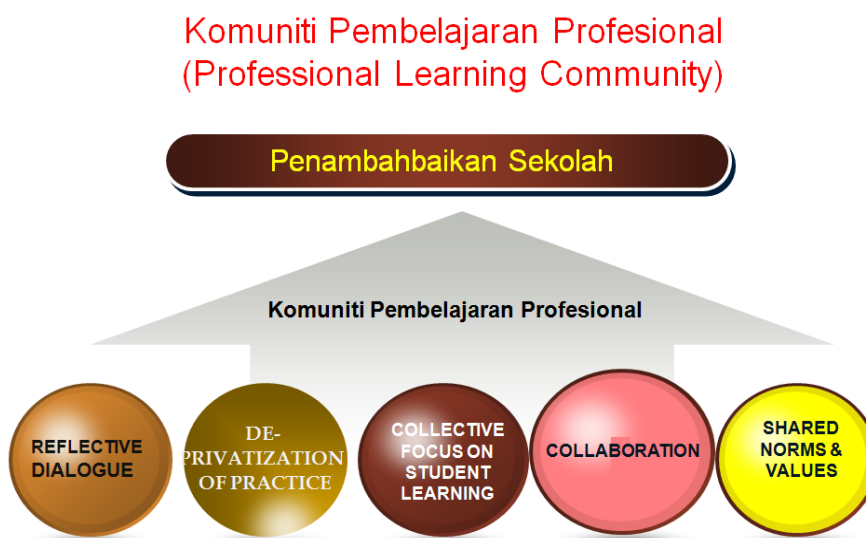 Komuniti Pembelajaran Profesional
(Professional Learning Community)
Penambahbaikan Sekolah
Komuniti Pembelajaran Profesional
REFLECTIVE
DIALOGUE
DE-
PRIVATIZATION
OF PRACTICE
COLLECTIVE
FOCUS ON
STUDENT
LEARNING
COLLABORATION
SHARED
NORMS &
VALUES